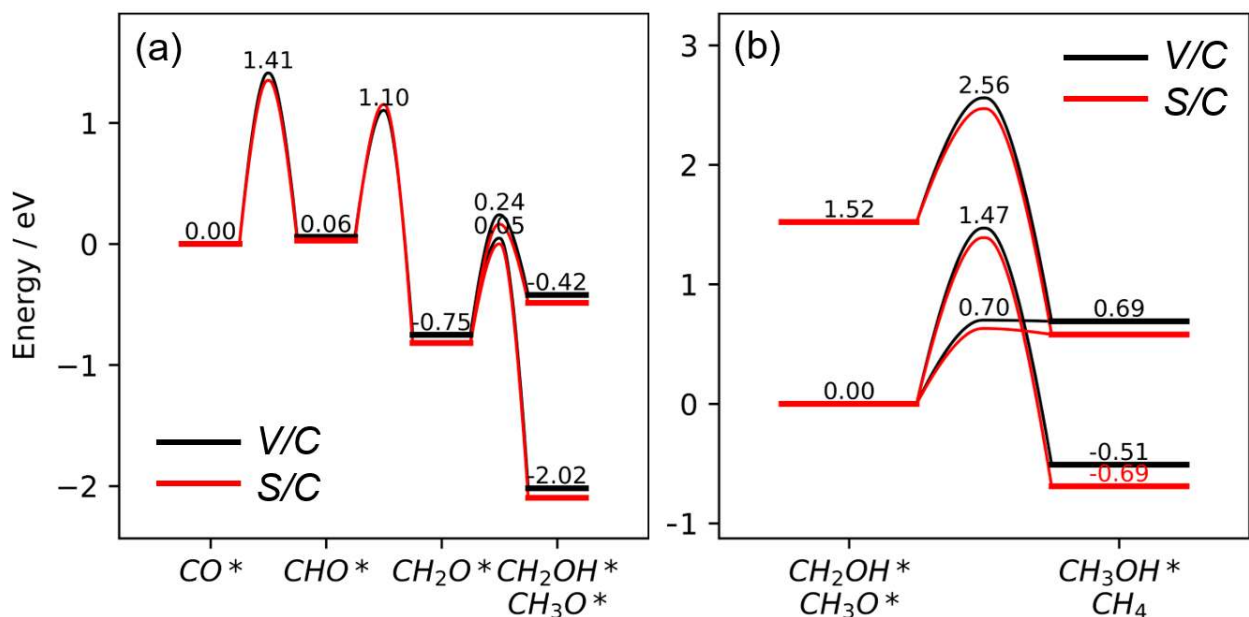 (a)
1.41
1.10
0.00
0.06
0.24
0.05
-0.42
-0.75
-2.02
V/C
S/C
1
0
−1
−2
Energy / eV
CO* CHO* CH₂O* CH₂OH*
CH₃O*
(b)
V/C
S/C
2.56
1.52
1.47
0.70
0.69
0.00
-0.51
-0.69
3
2
1
0
-1
CH₂OH* CH₃OH*
CH₃O* CH₄